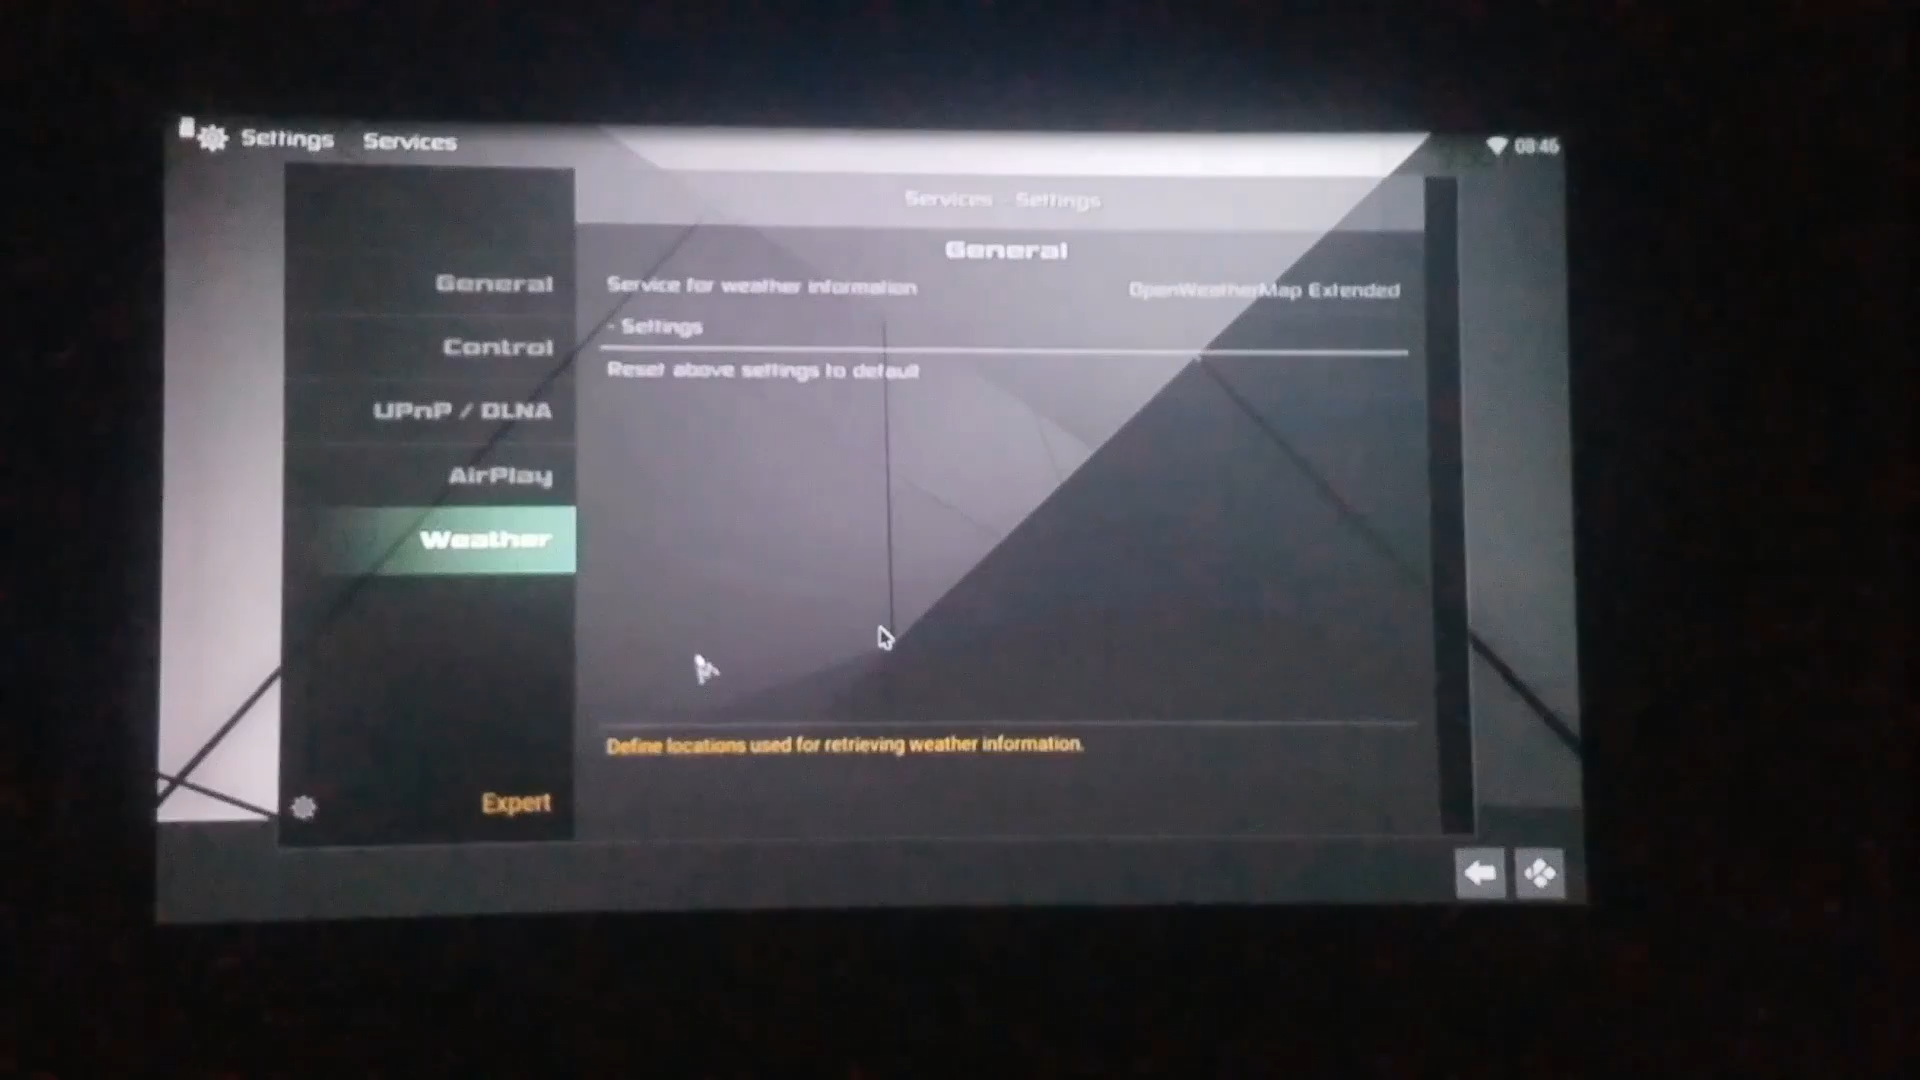 Settings Services
08:46
Services - Settings
General
Control
UPnP / DLNA
AirPlay
Weather
Expert
General
Service for weather information OpenWeatherMap Extended
- Settings
Reset above settings to default
Define locations used for retrieving weather information.